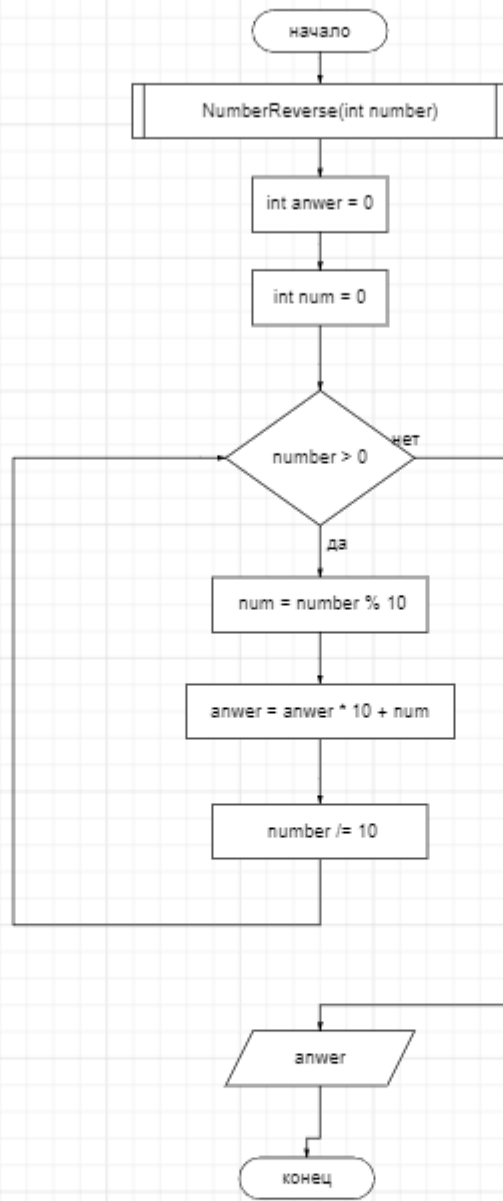 начало
NumberReverse(int number)
int anwer = 0
int num = 0
number > 0
нет
да
num = number % 10
anwer = anwer * 10 + num
number /= 10
anwer
конец